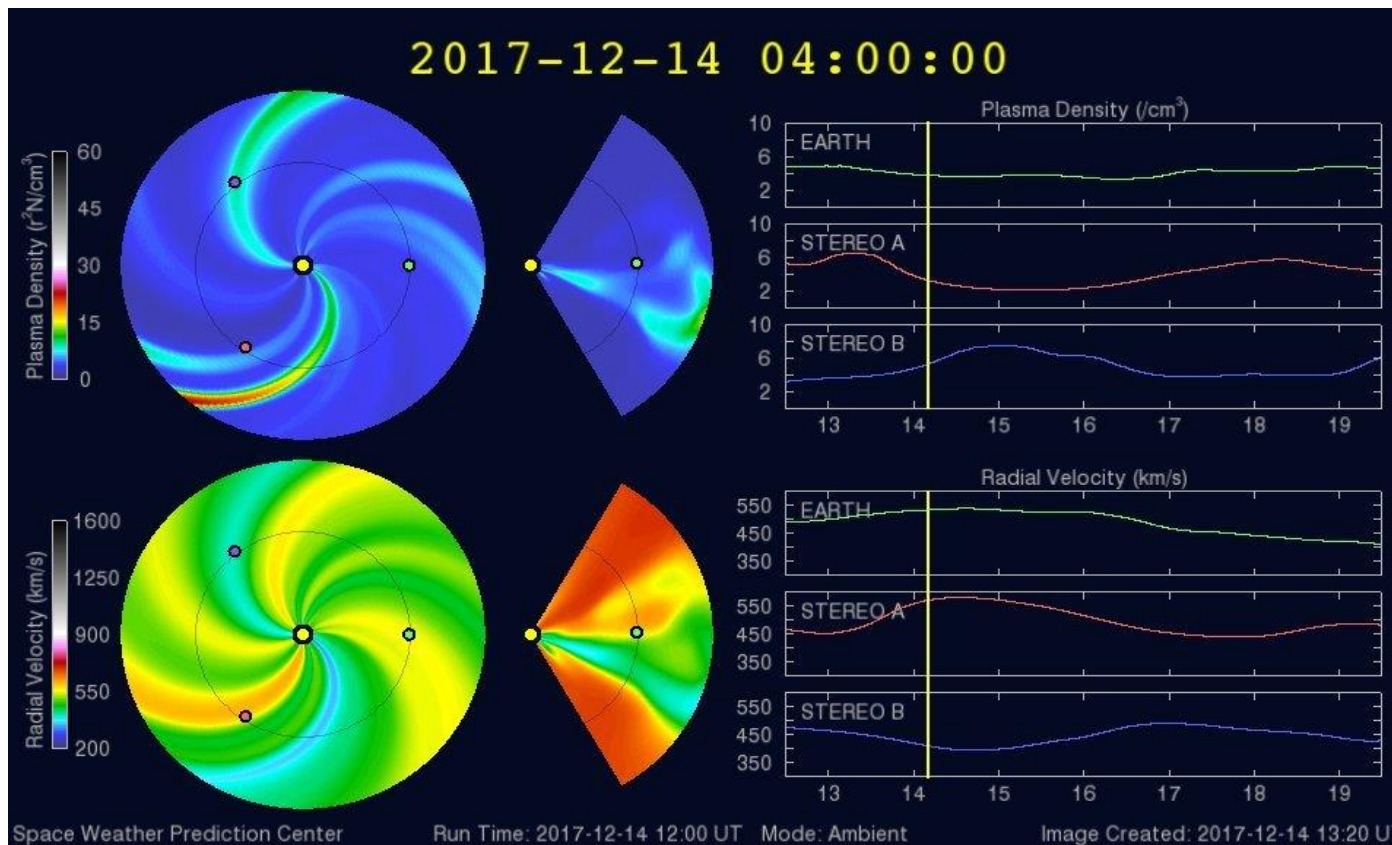 2017-12-14 04:00:00
Plasma Density (r²N/cm³)
60
45
30
15
0
Plasma Density (/cm³)
10
6
2
EARTH
10
6
2
STEREO A
10
6
2
STEREO B
13 14 15 16 17 18 19
Radial Velocity (km/s)
1600
1250
900
550
200
Radial Velocity (km/s)
550
450
350
EARTH
550
450
350
STEREO A
550
450
350
STEREO B
13 14 15 16 17 18 19
Space Weather Prediction Center Run Time: 2017-12-14 12:00 UT Mode: Ambient Image Created: 2017-12-14 13:20 U